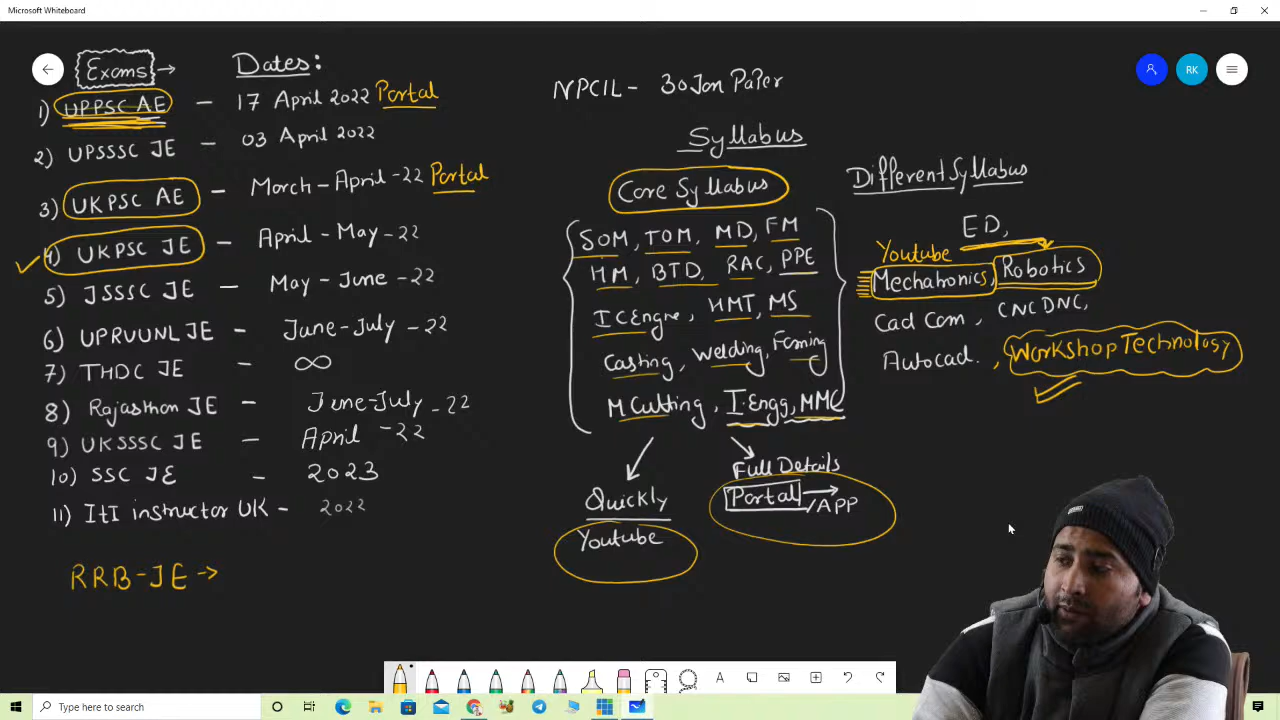 Microsoft Whiteboard
Exams → Dates:
1) UPPSC AE - 17 April 2022 Portal
2) UPSSSC JE - 03 April 2022
3) UKPSC AE - March-April-22 Portal
4) UKPSC JE - April-May-22
5) JSSSC JE - May-June-22
6) UPRVUNL JE - June-July-22
7) THDC JE - ∞
8) Rajasthan JE - June-July-22
9) UKSSSC JE - April-22
10) SSC JE - 2023
11) ItI instructor UK - 2022
RRB-JE →
NPCIL - 30 Jan Paper
Syllabus
Core Syllabus
SOM, TOM, MD, FM
HM, BTD, RAC, PPE
IC Engne, HMT, MS
Casting, Welding, Foming
M Cutting, I.Engg, MMC
Quickly
Youtube
Full Details
Portal → /APP
Different Syllabus
ED,
Youtube
Mechatronics, Robotics
Cad Com, CNC DNC,
Autocad., Workshop Technology
RK
Type here to search